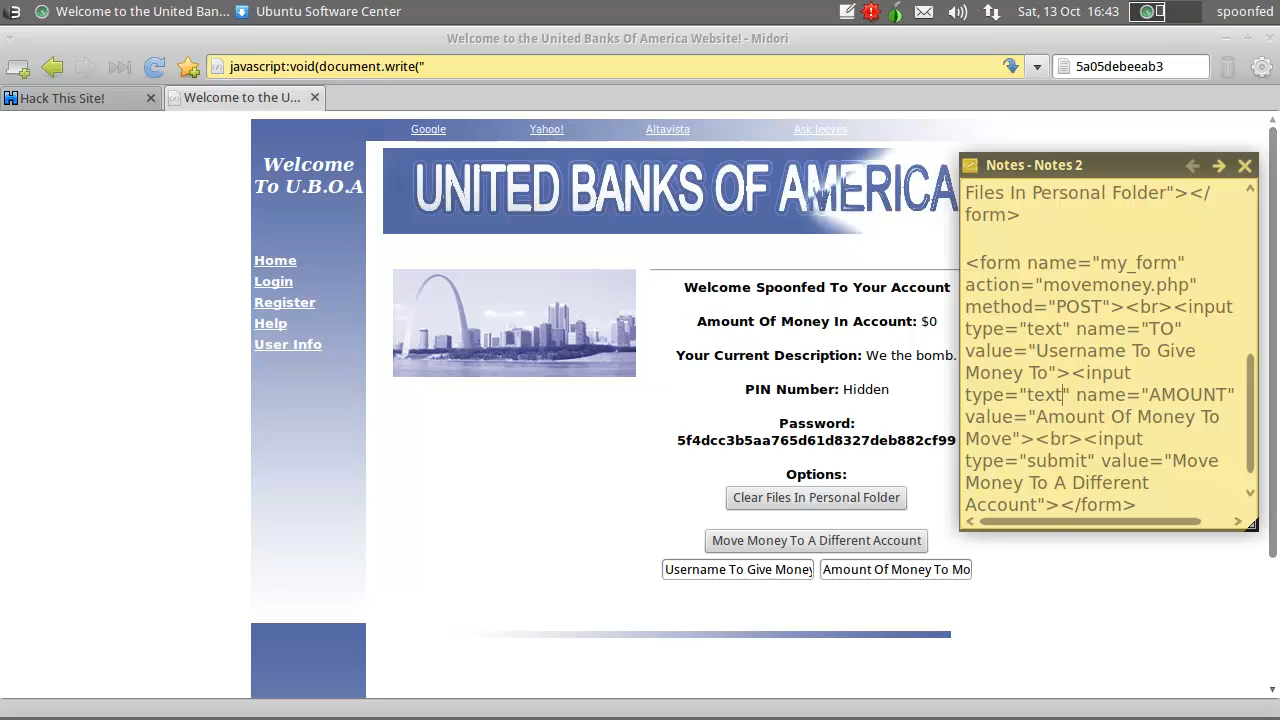 Welcome to the United Ban... Ubuntu Software Center Sat, 13 Oct 16:43 spoonfed
Welcome to the United Banks Of America Website! - Midori
javascript:void(document.write(" 5a05debeeab3
Hack This Site! Welcome to the U...
Google Yahoo! Altavista Ask Jeeves
Welcome
To U.B.O.A
UNITED BANKS OF AMERICA
Home
Login
Register
Help
User Info
Welcome Spoonfed To Your Account
Amount Of Money In Account: $0
Your Current Description: We the bomb.
PIN Number: Hidden
Password:
5f4dcc3b5aa765d61d8327deb882cf99
Options:
Clear Files In Personal Folder
Move Money To A Different Account
Username To Give Money Amount Of Money To Mo
Notes - Notes 2
Files In Personal Folder"></
form>
<form name="my_form"
action="movemoney.php"
method="POST"><br><input
type="text" name="TO"
value="Username To Give
Money To"><input
type="text" name="AMOUNT"
value="Amount Of Money To
Move"><br><input
type="submit" value="Move
Money To A Different
Account"></form>